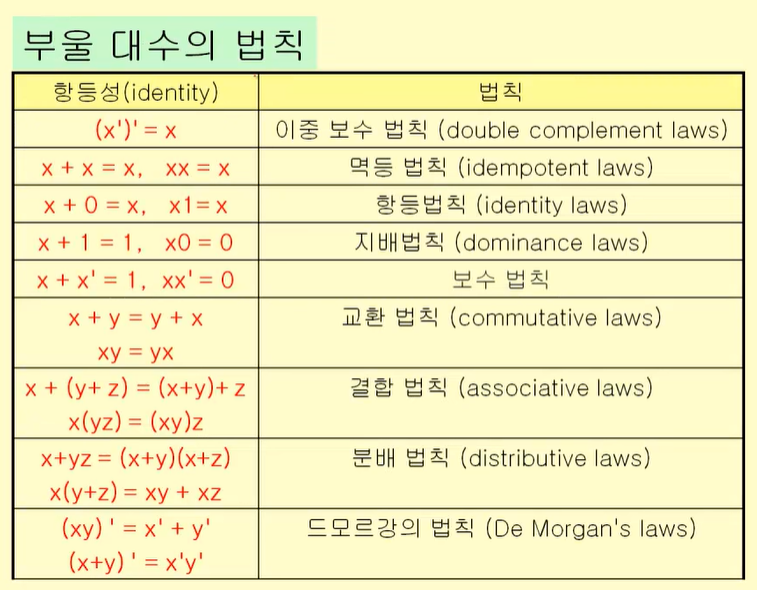 부울 대수의 법칙
항등성(identity) 법칙
(x')' = x 이중 보수 법칙 (double complement laws)
x + x = x, xx = x 멱등 법칙 (idempotent laws)
x + 0 = x, x1= x 항등법칙 (identity laws)
x + 1 = 1, x0 = 0 지배법칙 (dominance laws)
x + x' = 1, xx' = 0 보수 법칙
x + y = y + x 교환 법칙 (commutative laws)
xy = yx
x + (y+ z) = (x+y)+ z 결합 법칙 (associative laws)
x(yz) = (xy)z
x+yz = (x+y)(x+z) 분배 법칙 (distributive laws)
x(y+z) = xy + xz
(xy) ' = x' + y' 드모르강의 법칙 (De Morgan's laws)
(x+y) ' = x'y'